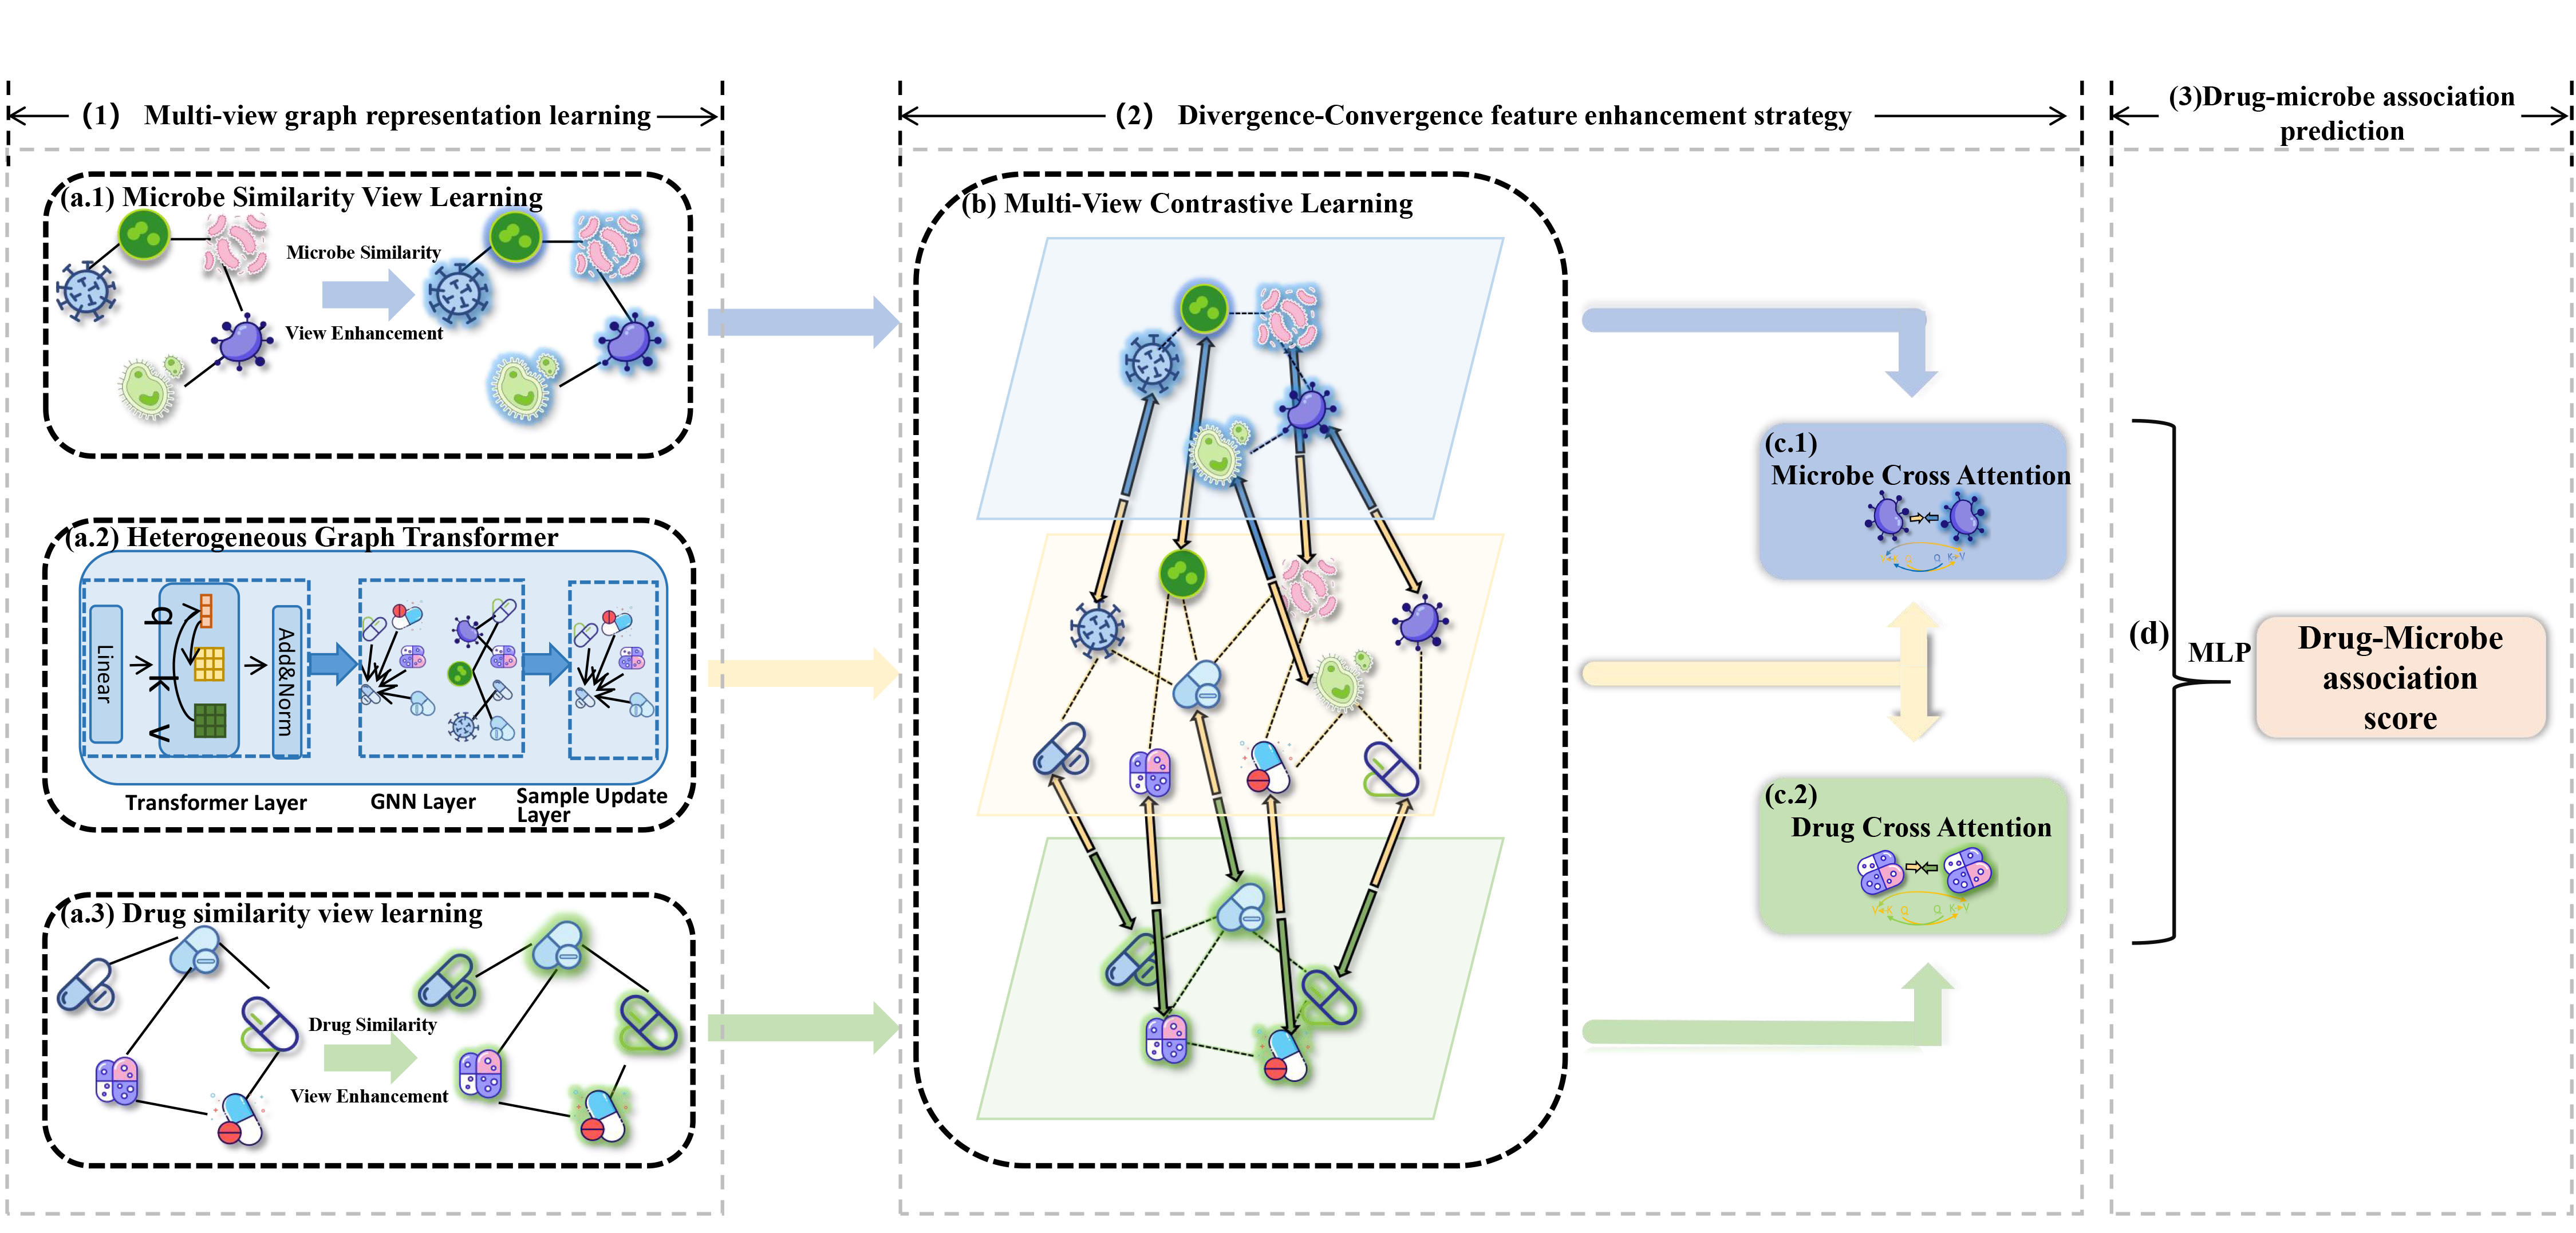 (1) Multi-view graph representation learning
(2) Divergence-Convergence feature enhancement strategy
(3)Drug-microbe association
prediction
(a.1) Microbe Similarity View Learning
Microbe Similarity
View Enhancement
(a.2) Heterogeneous Graph Transformer
Linear
q
k
v
Add&Norm
Transformer Layer
GNN Layer
Sample Update
Layer
(a.3) Drug similarity view learning
Drug Similarity
View Enhancement
(b) Multi-View Contrastive Learning
(c.1)
Microbe Cross Attention
Q K V
(c.2)
Drug Cross Attention
V K Q Q K V
(d)
MLP
Drug-Microbe
association
score